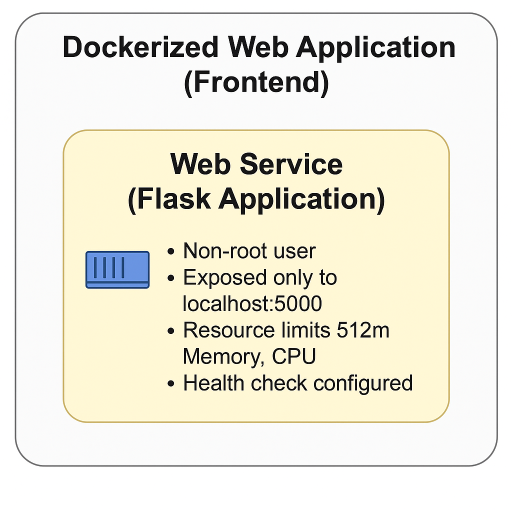 Dockerized Web Application
(Frontend)
Web Service
(Flask Application)
• Non-root user
• Exposed only to
localhost:5000
• Resource limits 512m
Memory, CPU
• Health check configured